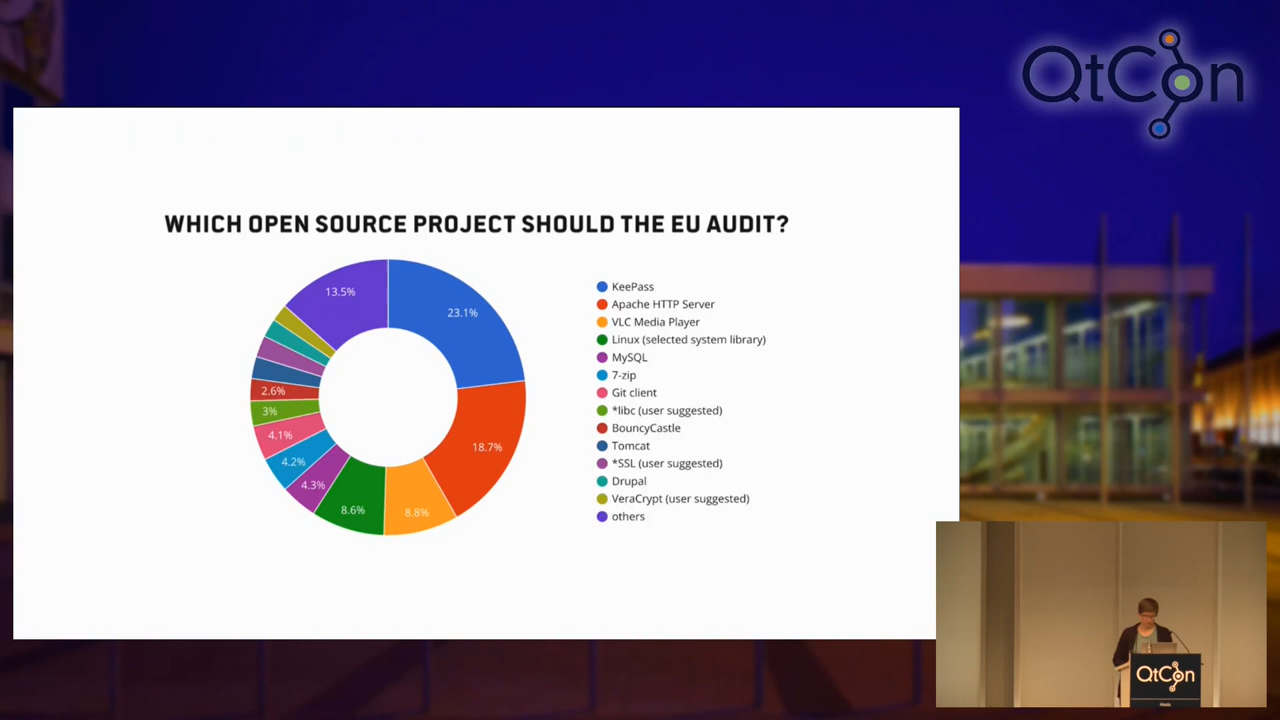 QtCon
WHICH OPEN SOURCE PROJECT SHOULD THE EU AUDIT?
13.5%
23.1%
2.6%
3%
4.1%
4.2%
4.3%
8.6%
8.8%
18.7%
KeePass
Apache HTTP Server
VLC Media Player
Linux (selected system library)
MySQL
7-zip
Git client
*libc (user suggested)
BouncyCastle
Tomcat
*SSL (user suggested)
Drupal
VeraCrypt (user suggested)
others
QtCon